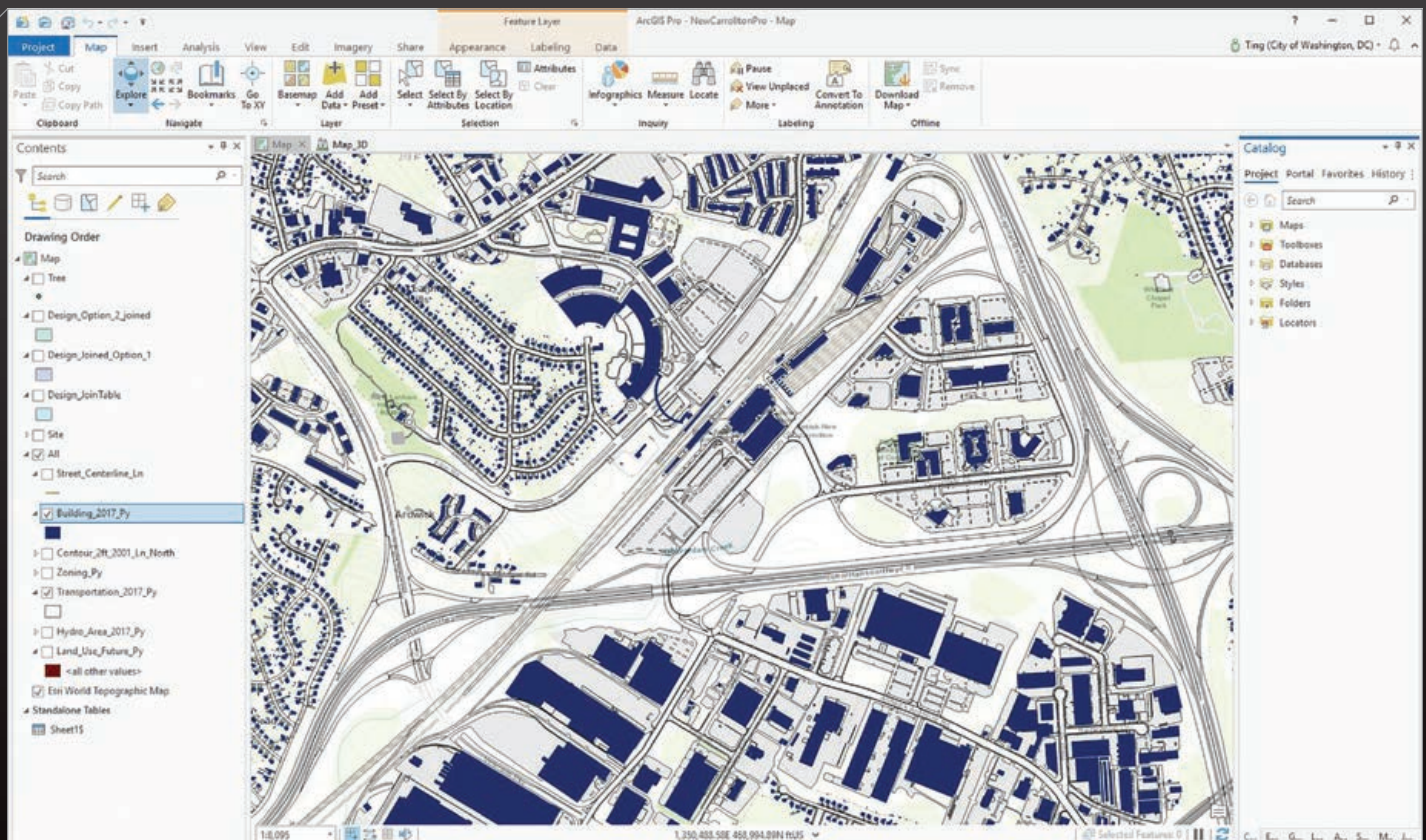 Feature Layer
ArcGIS Pro - NewCarrolltonPro - Map
?
Project Map Insert Analysis View Edit Imagery Share Appearance Labeling Data
Ting (City of Washington, DC)
Paste
Cut
Copy
Copy Path
Clipboard
Explore
Bookmarks
Go To XY
Navigate
Basemap
Add Data
Add Preset
Layer
Select
Select By Attributes
Select By Location
Attributes
Clear
Selection
Infographics
Measure
Locate
Inquiry
Pause
View Unplaced
More
Convert To Annotation
Labeling
Download Map
Sync
Remove
Offline
Contents
Search
Drawing Order
Map
Tree
Design_Option_2_joined
Design_Joined_Option_1
Design_JoinTable
Site
All
Street_Centerline_Ln
Building_2017_Py
Contour_2ft_2001_Ln_North
Zoning_Py
Transportation_2017_Py
Hydro_Area_2017_Py
Land_Use_Future_Py
<all other values>
Esri World Topographic Map
Standalone Tables
Sheet1$
Map Map_3D
Ardwick
Chapel
Park
1:8,095
1,350,488.58E 468,994.89N ftUS
Selected Features: 0
Catalog
Project Portal Favorites History
Search
Maps
Toolboxes
Databases
Styles
Folders
Locators
C... E... G... L... A... S... M... E...